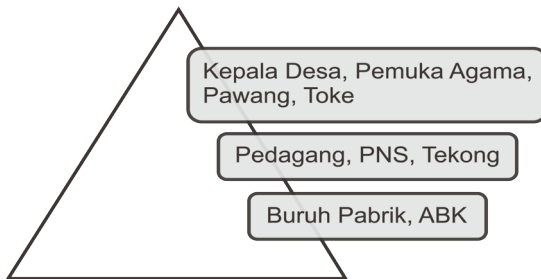 Kepala Desa, Pemuka Agama,
Pawang, Toke
Pedagang, PNS, Tekong
Buruh Pabrik, ABK